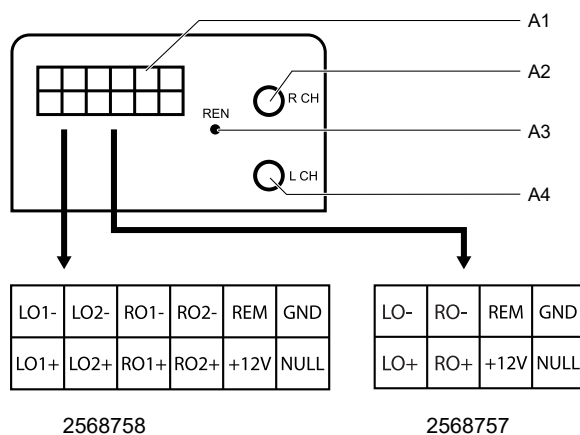 A1
A2
R CH
REN
A3
L CH
A4
LO1- LO2- RO1- RO2- REM GND
LO1+ LO2+ RO1+ RO2+ +12V NULL
LO- RO- REM GND
LO+ RO+ +12V NULL
2568758
2568757